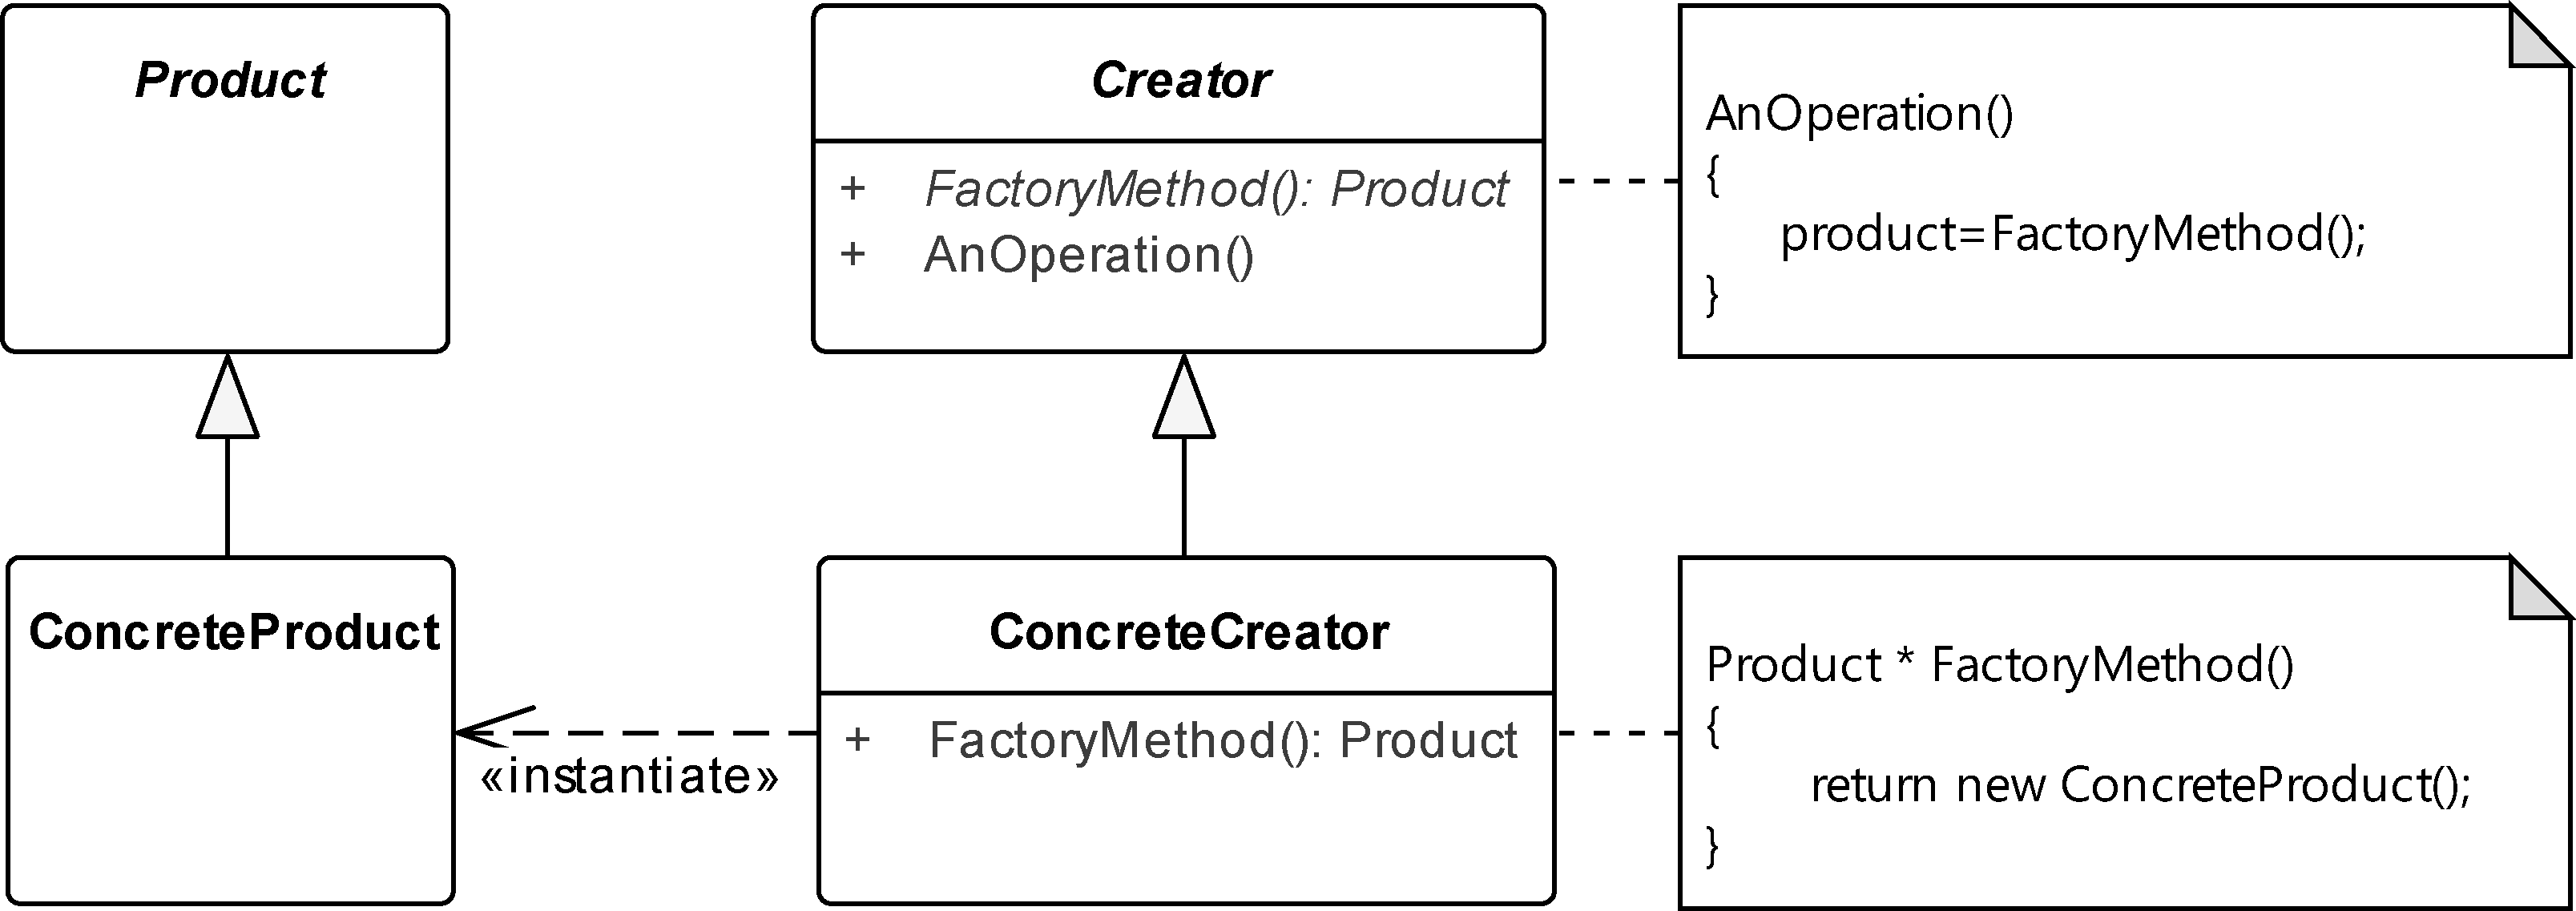 Product
Creator
+ FactoryMethod(): Product
+ AnOperation()
AnOperation()
{
product=FactoryMethod();
}
ConcreteProduct
«instantiate»
ConcreteCreator
+ FactoryMethod(): Product
Product * FactoryMethod()
{
return new ConcreteProduct();
}